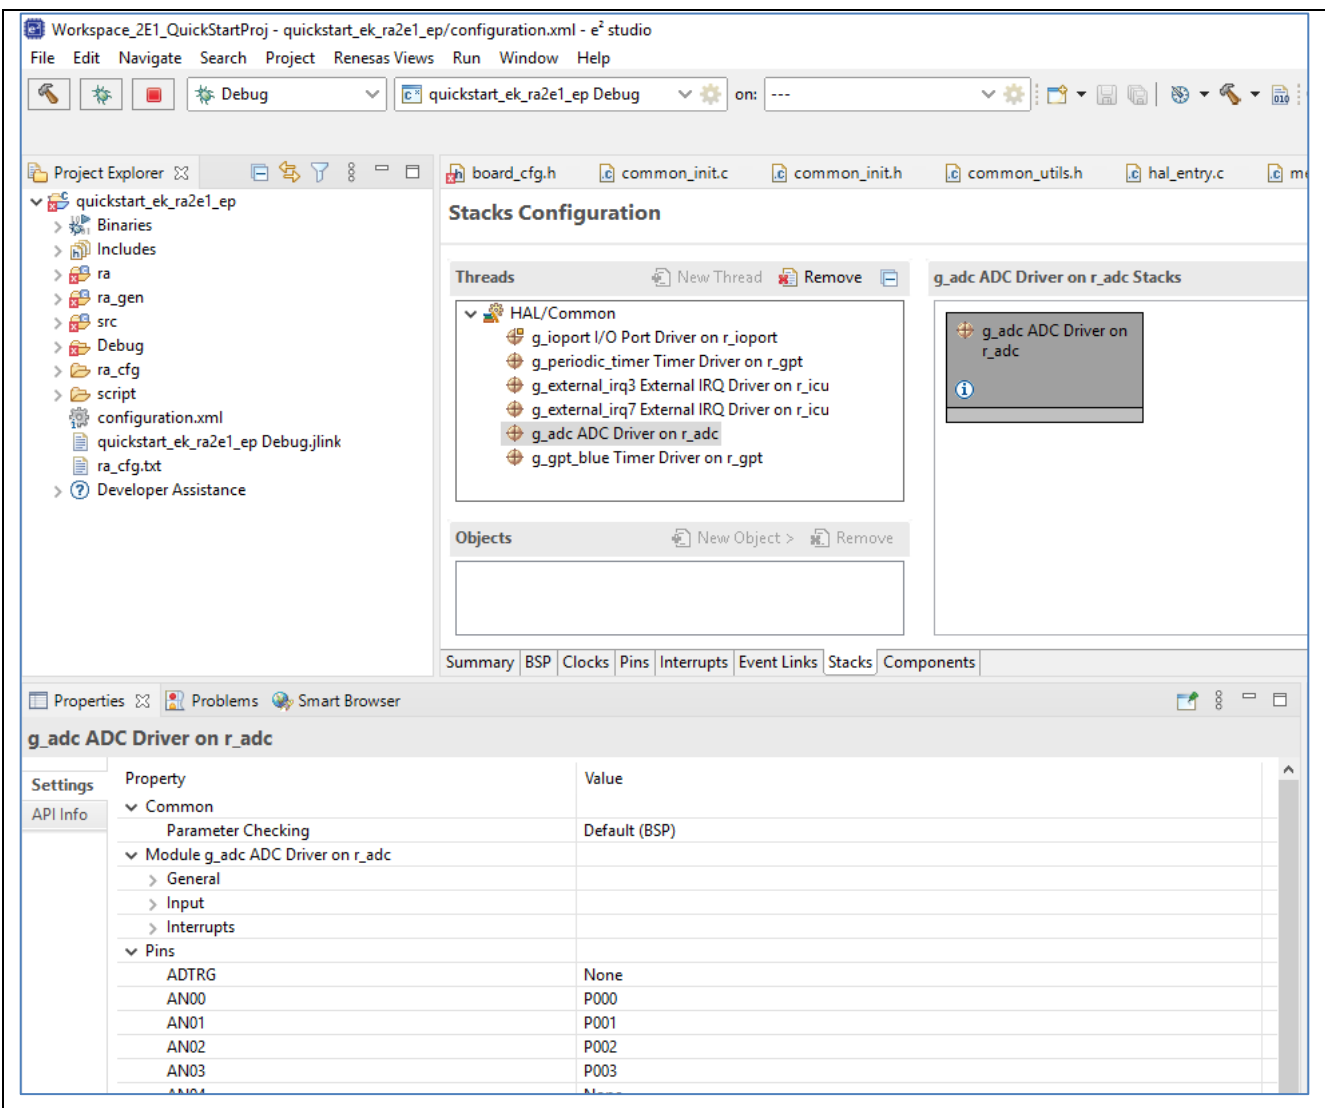 Workspace_2E1_QuickStartProj - quickstart_ek_ra2e1_ep/configuration.xml - e² studio
File Edit Navigate Search Project Renesas Views Run Window Help
Debug quickstart_ek_ra2e1_ep Debug on: ---
Project Explorer
board_cfg.h common_init.c common_init.h common_utils.h hal_entry.c
quickstart_ek_ra2e1_ep
Binaries
Includes
ra
ra_gen
src
Debug
ra_cfg
script
configuration.xml
quickstart_ek_ra2e1_ep Debug.jlink
ra_cfg.txt
Developer Assistance
Stacks Configuration
Threads New Thread Remove
HAL/Common
g_ioport I/O Port Driver on r_ioport
g_periodic_timer Timer Driver on r_gpt
g_external_irq3 External IRQ Driver on r_icu
g_external_irq7 External IRQ Driver on r_icu
g_adc ADC Driver on r_adc
g_gpt_blue Timer Driver on r_gpt
Objects New Object > Remove
g_adc ADC Driver on r_adc Stacks
g_adc ADC Driver on
r_adc
Summary BSP Clocks Pins Interrupts Event Links Stacks Components
Properties Problems Smart Browser
g_adc ADC Driver on r_adc
Settings
API Info
Property Value
Common
Parameter Checking Default (BSP)
Module g_adc ADC Driver on r_adc
General
Input
Interrupts
Pins
ADTRG None
AN00 P000
AN01 P001
AN02 P002
AN03 P003